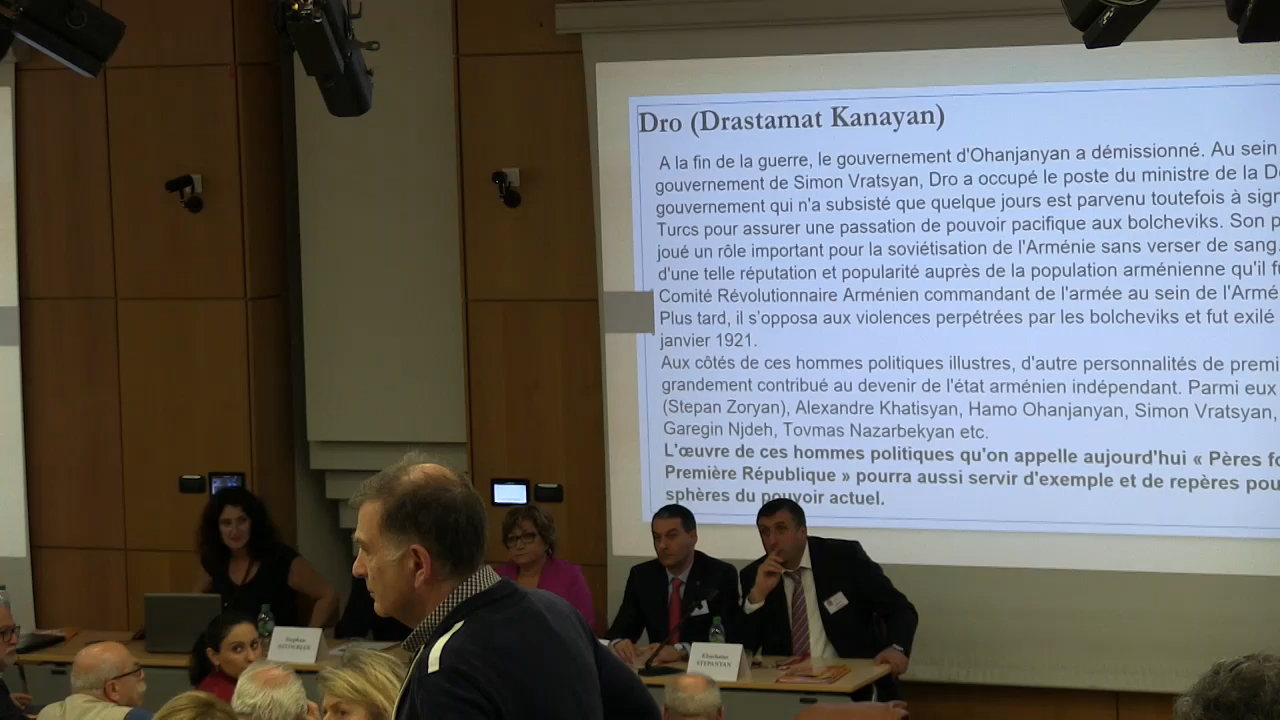 Dro (Drastamat Kanayan)
A la fin de la guerre, le gouvernement d'Ohanjanyan a démissionné. Au sein
gouvernement de Simon Vratsyan, Dro a occupé le poste du ministre de la D
gouvernement qui n'a subsisté que quelque jours est parvenu toutefois à sign
Turcs pour assurer une passation de pouvoir pacifique aux bolcheviks. Son p
joué un rôle important pour la soviétisation de l'Arménie sans verser de sang.
d'une telle réputation et popularité auprès de la population arménienne qu'il fu
Comité Révolutionnaire Arménien commandant de l'armée au sein de l'Armé
Plus tard, il s'opposa aux violences perpétrées par les bolcheviks et fut exilé
janvier 1921.
Aux côtés de ces hommes politiques illustres, d'autre personnalités de premi
grandement contribué au devenir de l'état arménien indépendant. Parmi eux
(Stepan Zoryan), Alexandre Khatisyan, Hamo Ohanjanyan, Simon Vratsyan,
Garegin Njdeh, Tovmas Nazarbekyan etc.
L'œuvre de ces hommes politiques qu'on appelle aujourd'hui « Pères fo
Première République » pourra aussi servir d'exemple et de repères pou
sphères du pouvoir actuel.
Stephan
ASTOURIAN
Khatchatur
STEPANYAN